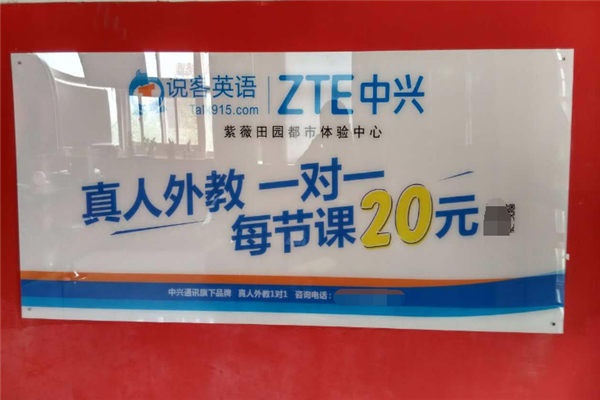 说客英语 ZTE中兴
Talk915.com
紫薇田园都市体验中心
真人外教 一对一
每节课20元
中兴通讯旗下品牌 真人外教1对1 咨询电话: